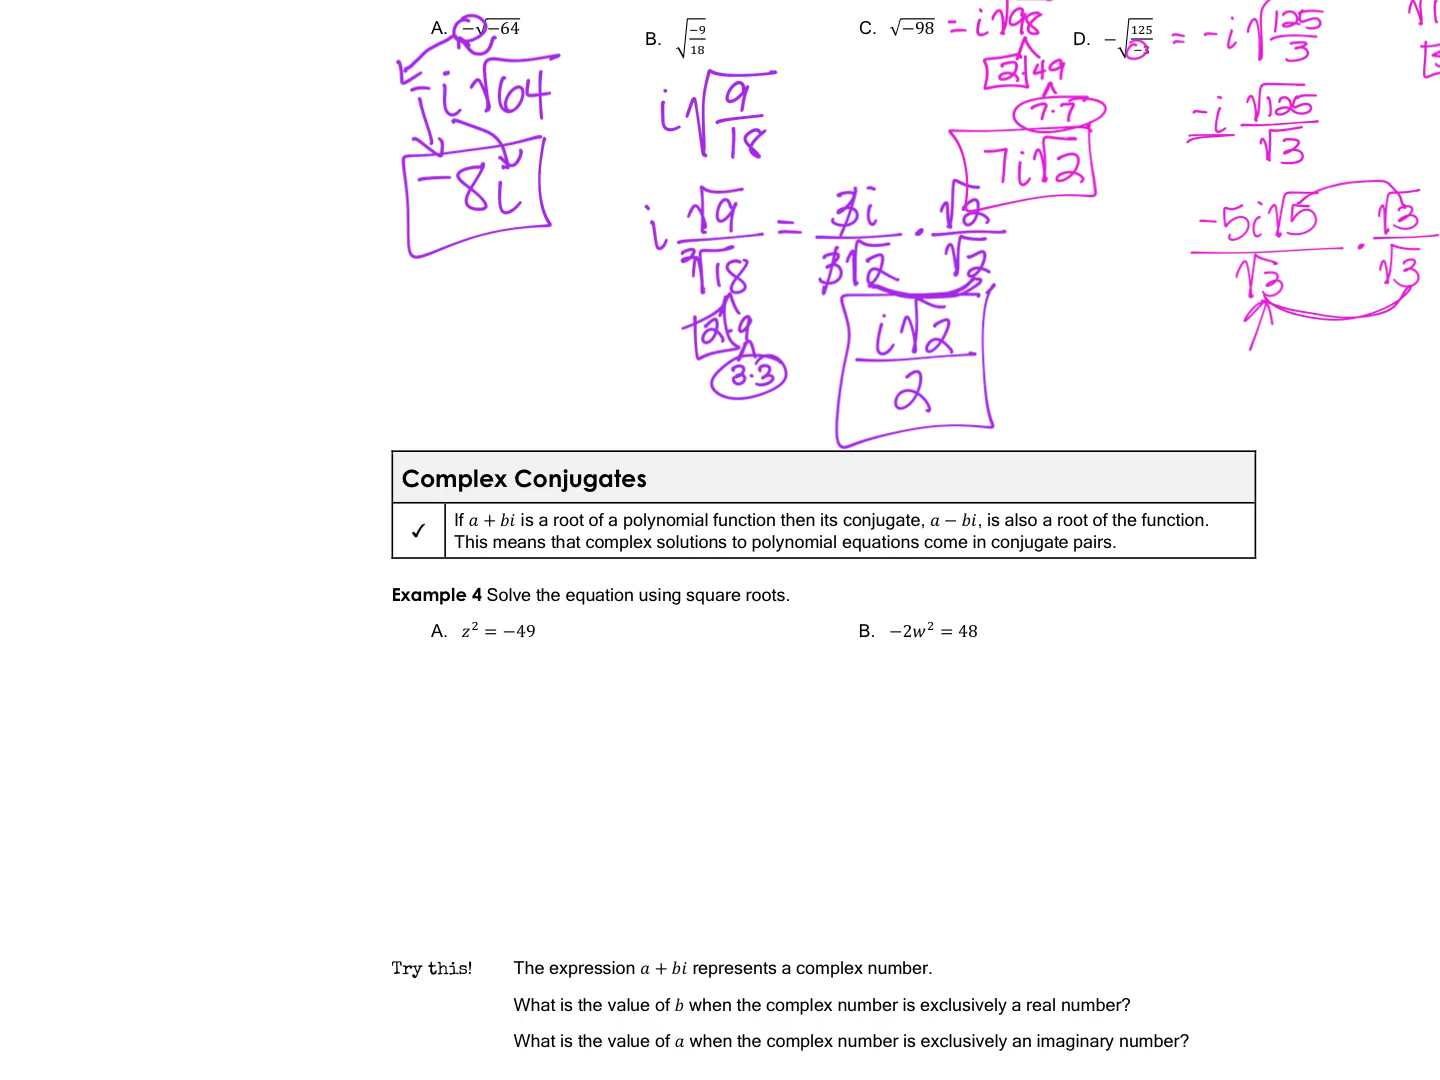 A. −√−64
B. √−9/18
C. √−98 = i√98
D. −√125/−3 = −i√125/3
−i√64
−8i
i√9/18
i √9/√18 = 3i/3√2 · √2/√2
2 9
3·3
i√2/2
2 49
7·7
7i√2
−i √125/√3
−5i√5/√3 · √3/√3
Complex Conjugates
✓ If a + bi is a root of a polynomial function then its conjugate, a − bi, is also a root of the function.
This means that complex solutions to polynomial equations come in conjugate pairs.
Example 4 Solve the equation using square roots.
A. z² = −49
B. −2w² = 48
Try this! The expression a + bi represents a complex number.
What is the value of b when the complex number is exclusively a real number?
What is the value of a when the complex number is exclusively an imaginary number?